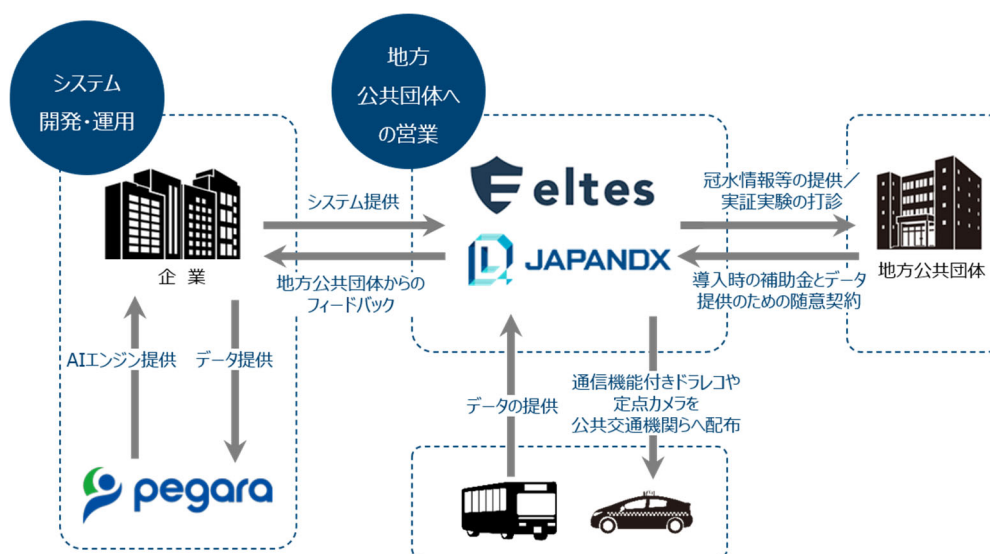 システム
開発・運用
地方
公共団体へ
の営業
企 業
システム提供
地方公共団体からの
フィードバック
eltes
JAPANDX
冠水情報等の提供／
実証実験の打診
導入時の補助金とデータ
提供のための随意契約
地方公共団体
AIエンジン提供
データ提供
pegara
データの提供
通信機能付きドラレコや
定点カメラを
公共交通機関らへ配布